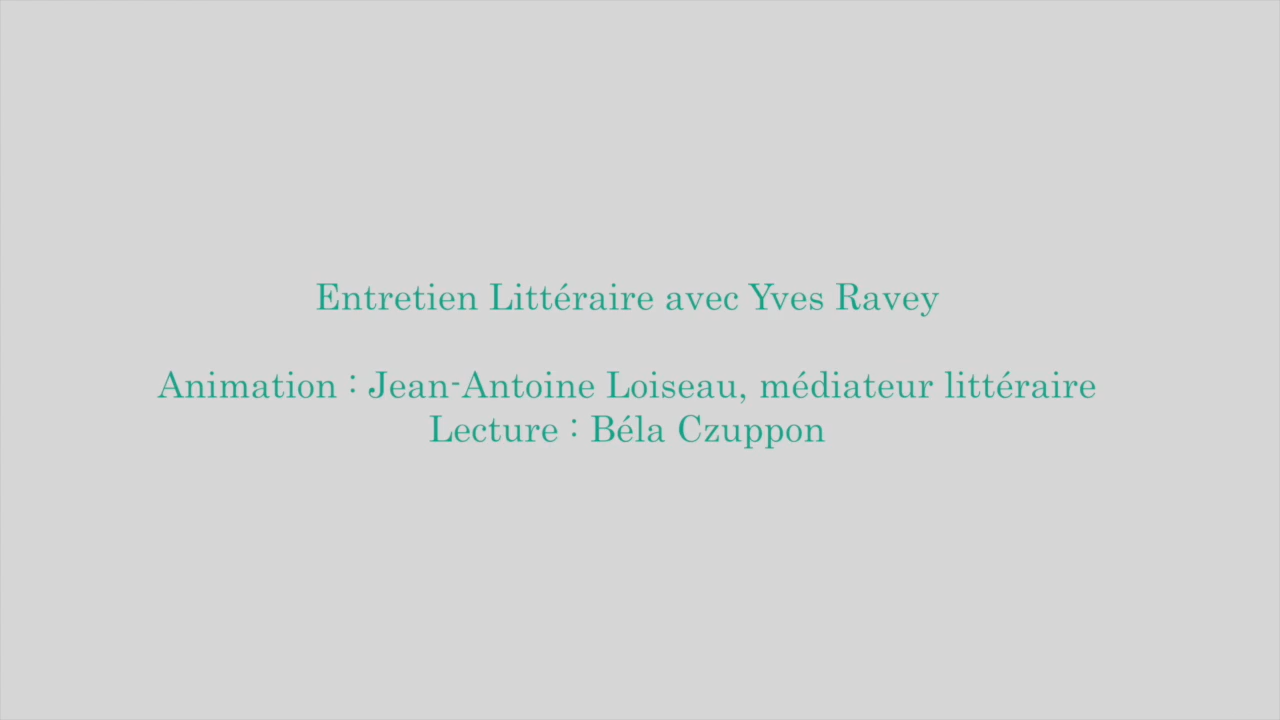 Entretien Littéraire avec Yves Ravey
Animation : Jean-Antoine Loiseau, médiateur littéraire
Lecture : Béla Czuppon